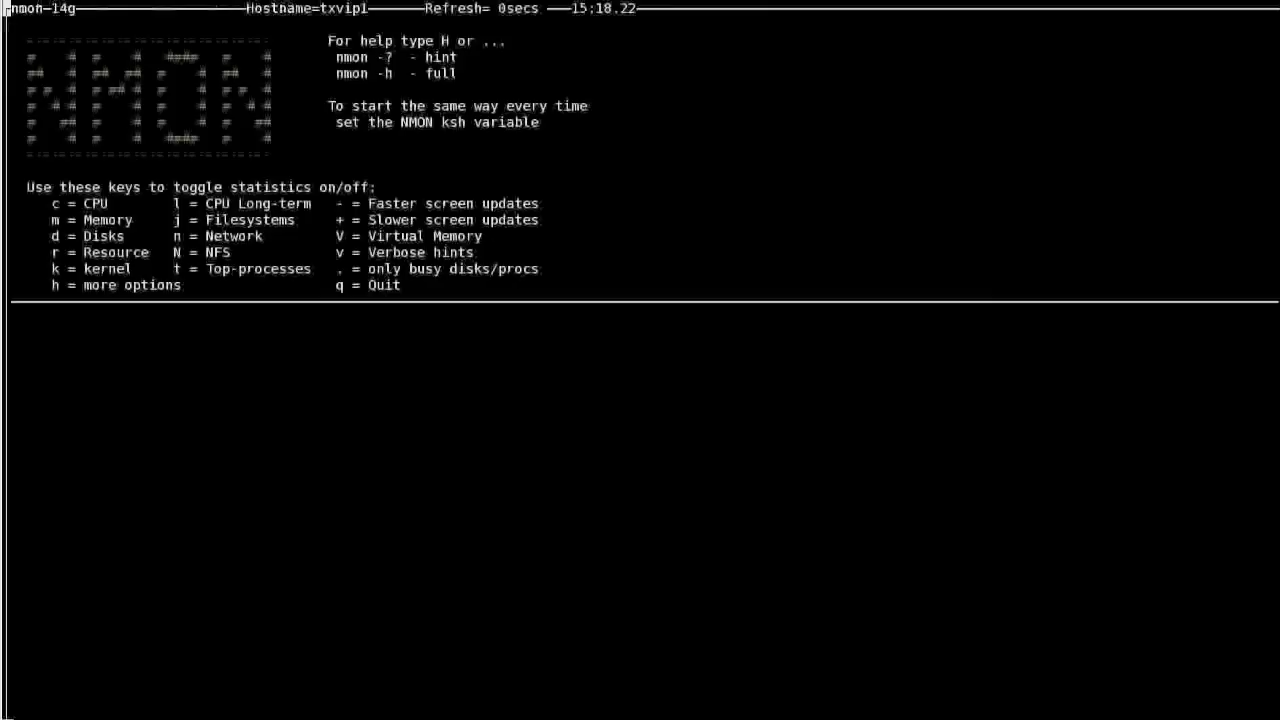 nmon-14g Hostname=txvip1 Refresh= 0secs 15:18.22
For help type H or ...
nmon -? - hint
nmon -h - full
To start the same way every time
set the NMON ksh variable
NMON
Use these keys to toggle statistics on/off:
c = CPU l = CPU Long-term - = Faster screen updates
m = Memory j = Filesystems + = Slower screen updates
d = Disks n = Network V = Virtual Memory
r = Resource N = NFS v = Verbose hints
k = kernel t = Top-processes . = only busy disks/procs
h = more options q = Quit